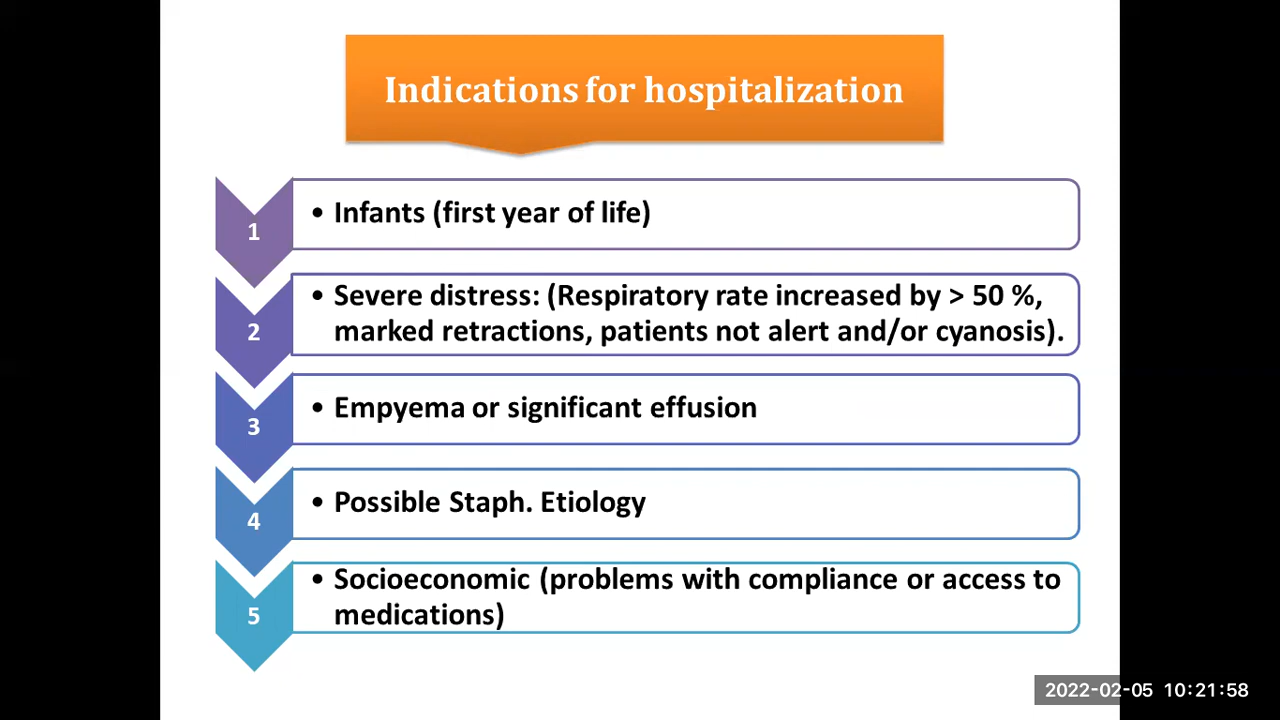 Indications for hospitalization
1
• Infants (first year of life)
2
• Severe distress: (Respiratory rate increased by > 50 %,
marked retractions, patients not alert and/or cyanosis).
3
• Empyema or significant effusion
4
• Possible Staph. Etiology
5
• Socioeconomic (problems with compliance or access to
medications)
2022-02-05 10:21:58